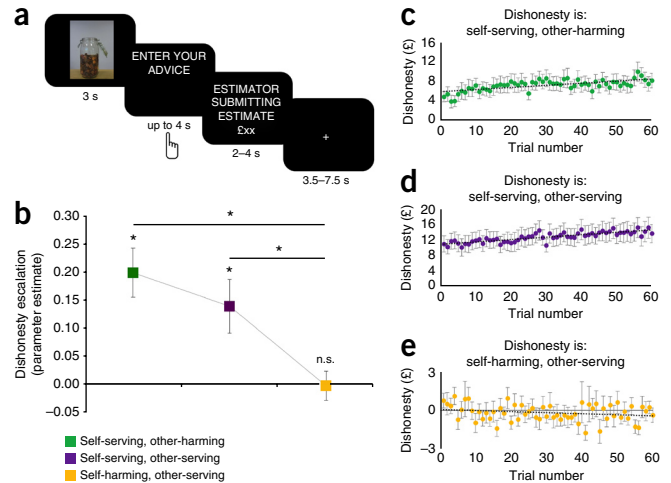 a
ENTER YOUR
ADVICE
ESTIMATOR
SUBMITTING
ESTIMATE
£xx
+
3 s
up to 4 s
2–4 s
3.5–7.5 s
b
Dishonesty escalation
(parameter estimate)
0.30
0.25
0.20
0.15
0.10
0.05
0.00
–0.05
*
*
*
*
n.s.
Self-serving, other-harming
Self-serving, other-serving
Self-harming, other-serving
c
Dishonesty is:
self-serving, other-harming
Dishonesty (£)
16
12
8
4
0
0 10 20 30 40 50 60
Trial number
d
Dishonesty is:
self-serving, other-serving
Dishonesty (£)
20
16
12
8
4
0
0 10 20 30 40 50 60
Trial number
e
Dishonesty is:
self-harming, other-serving
Dishonesty (£)
3
0
–3
0 10 20 30 40 50 60
Trial number